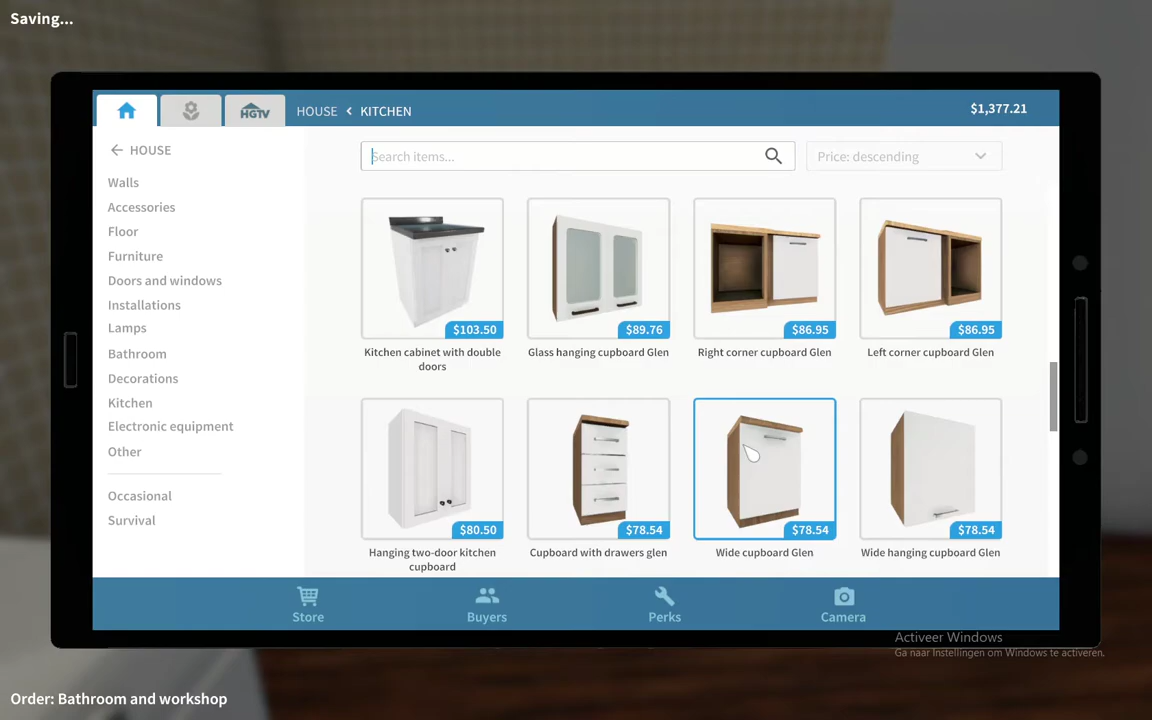 Saving...
HGTV
HOUSE < KITCHEN
$1,377.21
HOUSE
Search items...
Price: descending
Walls
Accessories
Floor
Furniture
Doors and windows
Installations
Lamps
Bathroom
Decorations
Kitchen
Electronic equipment
Other
Occasional
Survival
$103.50
Kitchen cabinet with double
doors
$89.76
Glass hanging cupboard Glen
$86.95
Right corner cupboard Glen
$86.95
Left corner cupboard Glen
$80.50
Hanging two-door kitchen
cupboard
$78.54
Cupboard with drawers glen
$78.54
Wide cupboard Glen
$78.54
Wide hanging cupboard Glen
Store
Buyers
Perks
Camera
Activeer Windows
Ga naar Instellingen om Windows te activeren.
Order: Bathroom and workshop